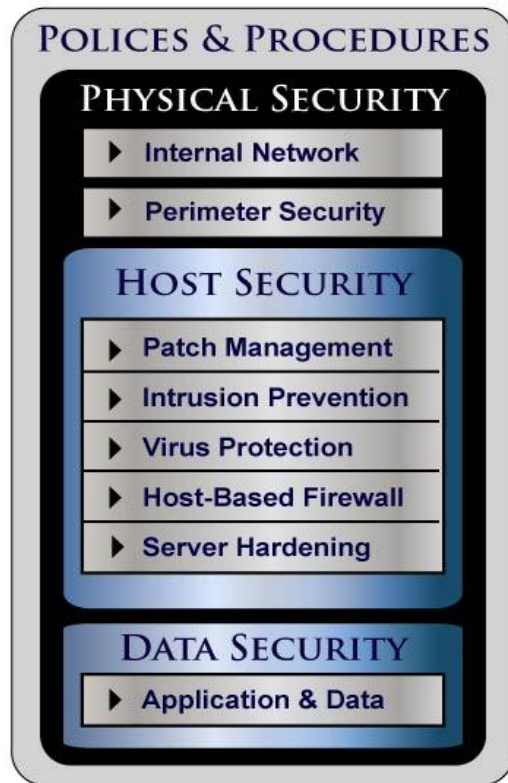 POLICES & PROCEDURES
PHYSICAL SECURITY
Internal Network
Perimeter Security
HOST SECURITY
Patch Management
Intrusion Prevention
Virus Protection
Host-Based Firewall
Server Hardening
DATA SECURITY
Application & Data